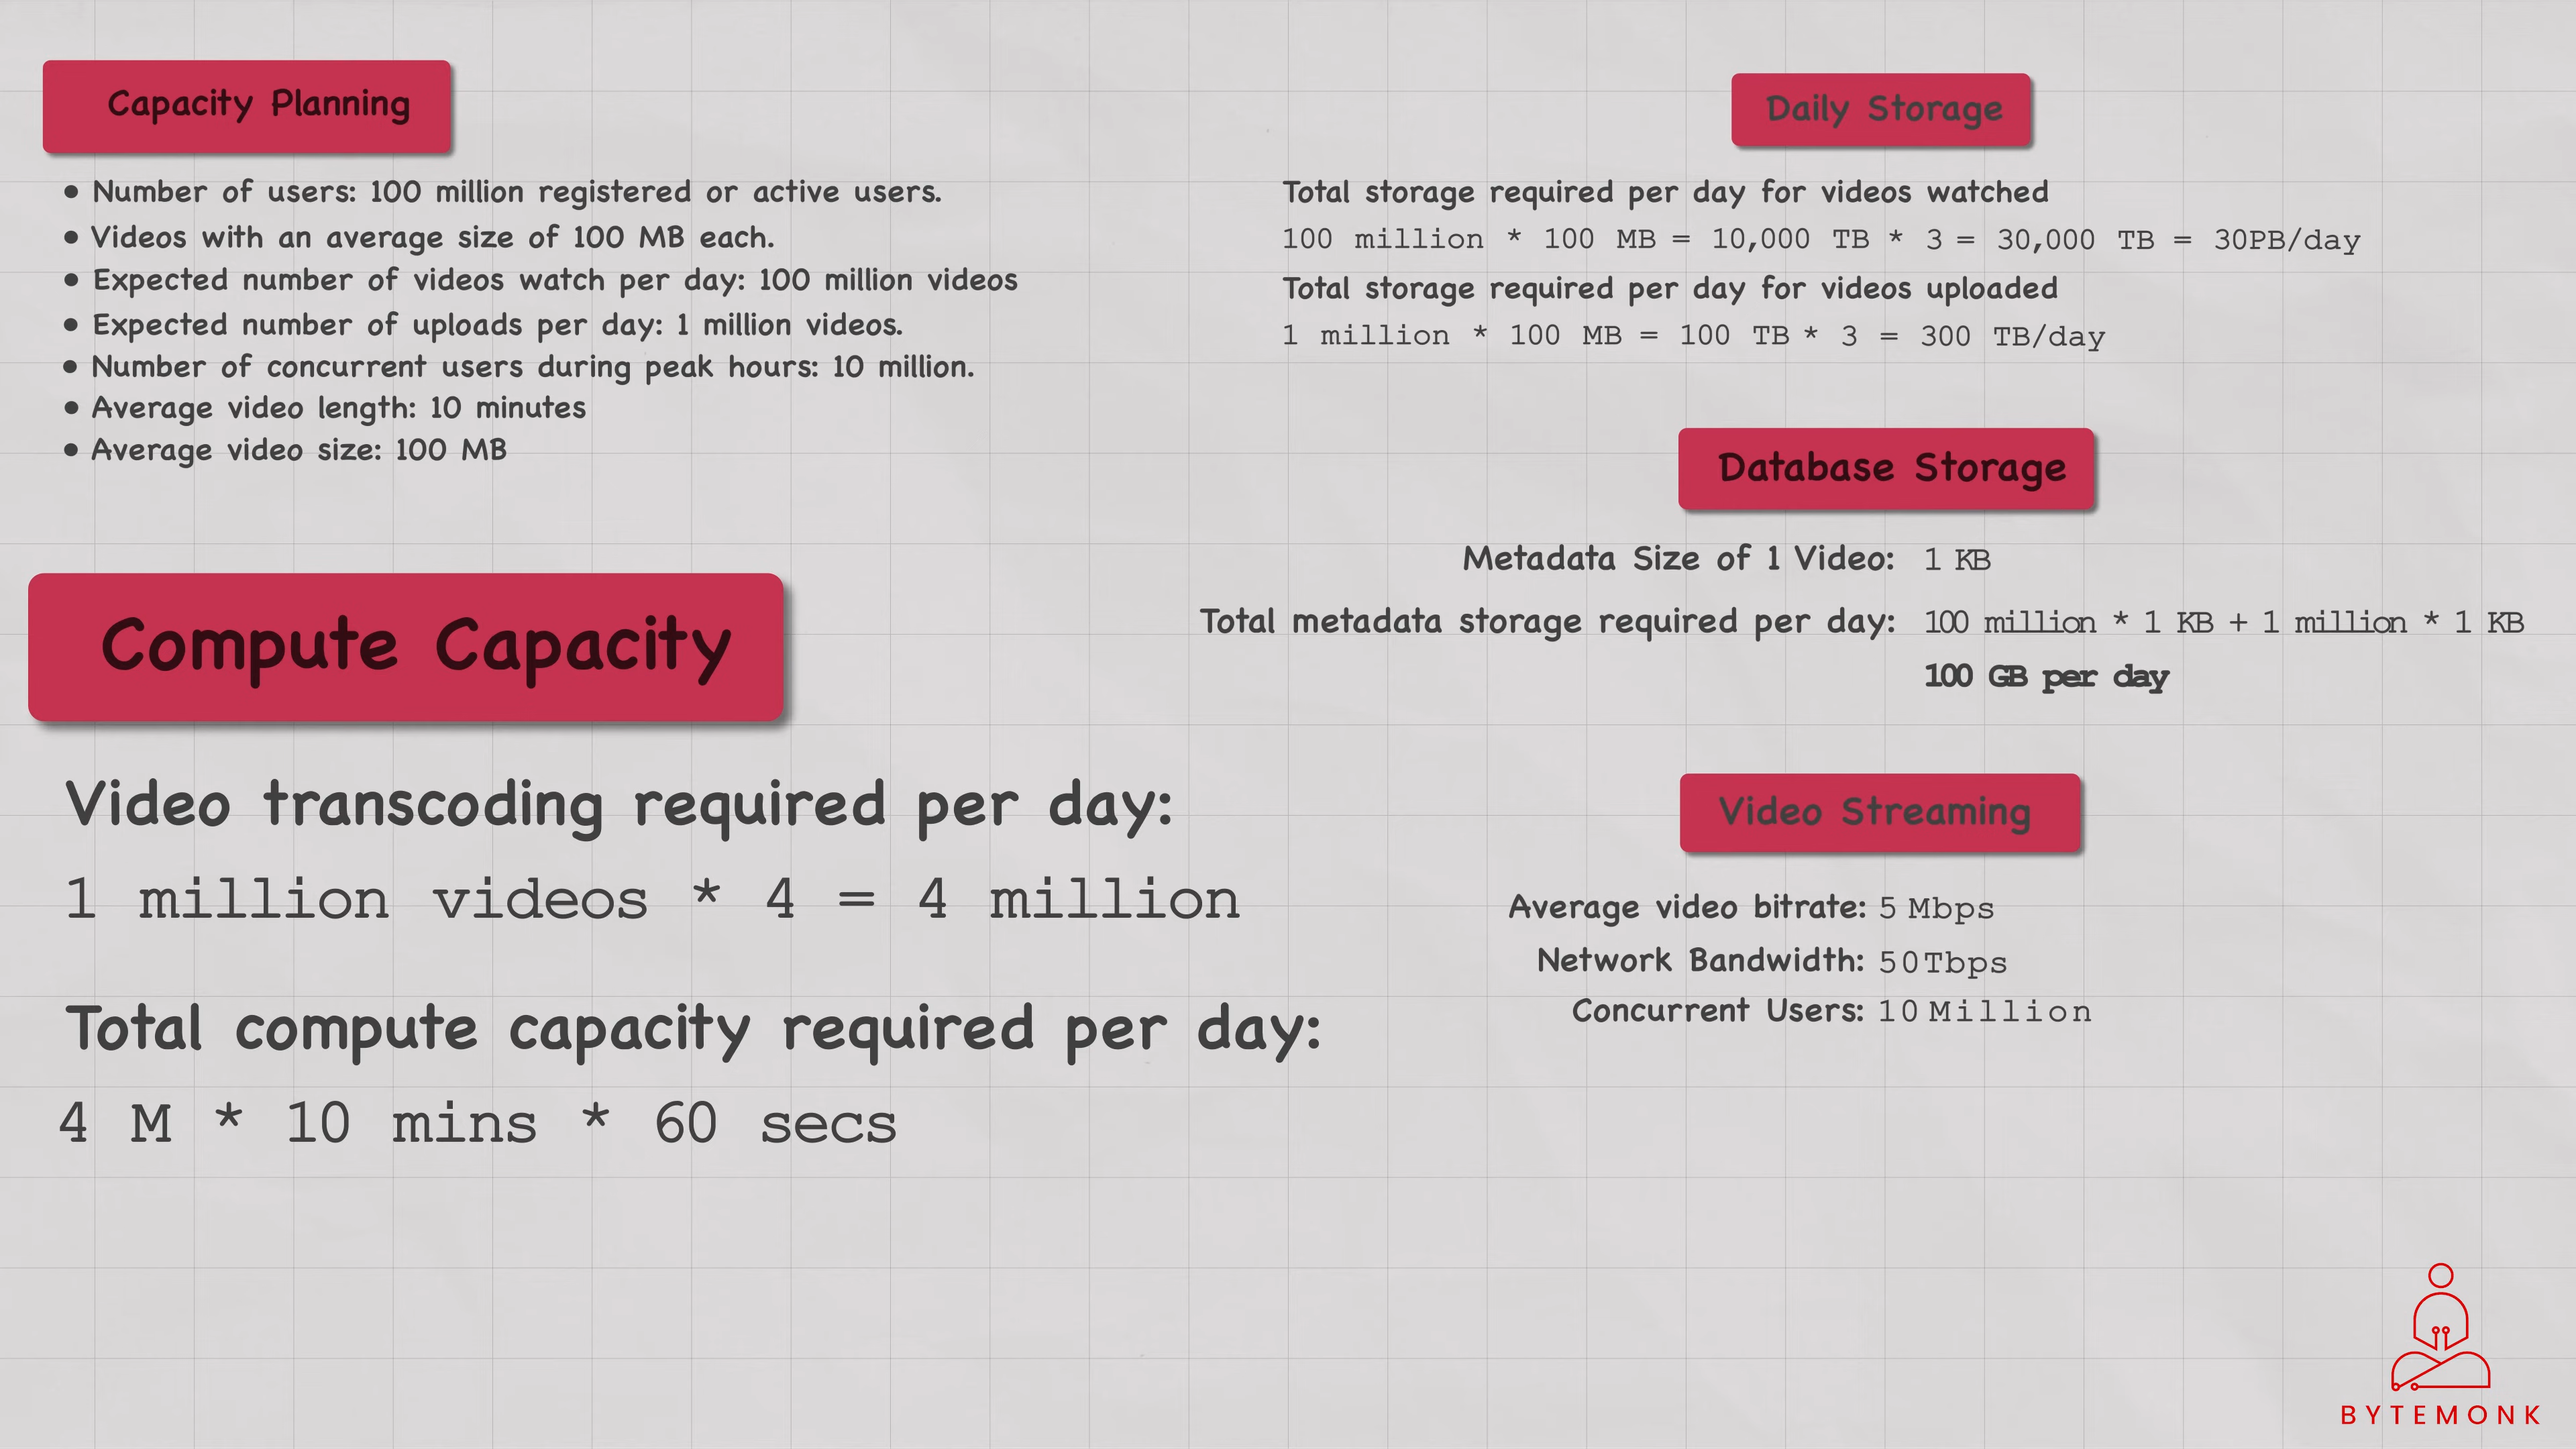 Capacity Planning
• Number of users: 100 million registered or active users.
• Videos with an average size of 100 MB each.
• Expected number of videos watch per day: 100 million videos
• Expected number of uploads per day: 1 million videos.
• Number of concurrent users during peak hours: 10 million.
• Average video length: 10 minutes
• Average video size: 100 MB
Compute Capacity
Video transcoding required per day:
1 million videos * 4 = 4 million
Total compute capacity required per day:
4 M * 10 mins * 60 secs
Daily Storage
Total storage required per day for videos watched
100 million * 100 MB = 10,000 TB * 3 = 30,000 TB = 30PB/day
Total storage required per day for videos uploaded
1 million * 100 MB = 100 TB * 3 = 300 TB/day
Database Storage
Metadata Size of 1 Video: 1 KB
Total metadata storage required per day: 100 million * 1 KB + 1 million * 1 KB
100 GB per day
Video Streaming
Average video bitrate: 5 Mbps
Network Bandwidth: 50Tbps
Concurrent Users: 10 Million
BYTEMONK